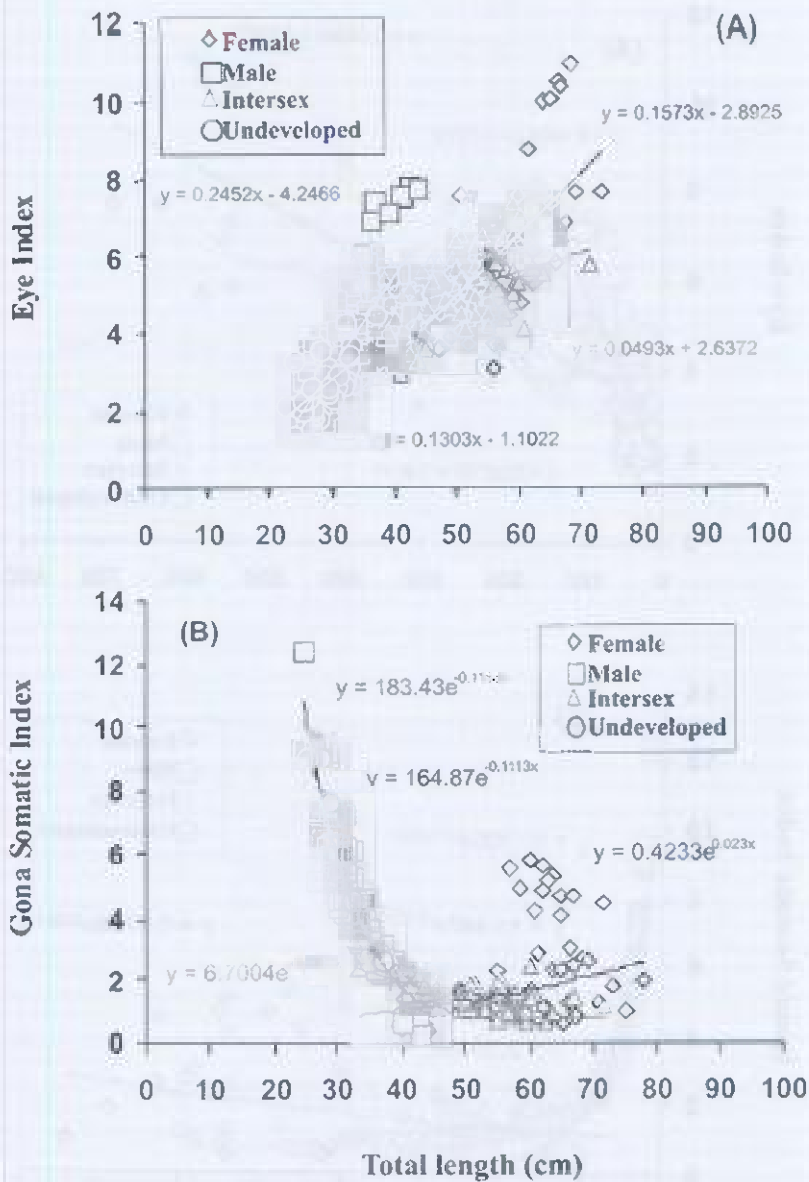 (A)
Female
Male
Intersex
Undeveloped
y = 0.1573x - 2.8925
y = 0.2452x - 4.2466
y = 0.0493x + 2.6372
= 0.1303x - 1.1022
Eye Index
12
10
8
6
4
2
0
0 10 20 30 40 50 60 70 80 90 100
(B)
Female
Male
Intersex
Undeveloped
y = 183.43e
y = 164.87e-0.1113x
y = 0.4233e0.023x
y = 6.7004e
Gona Somatic Index
14
12
10
8
6
4
2
0
0 10 20 30 40 50 60 70 80 90 100
Total length (cm)